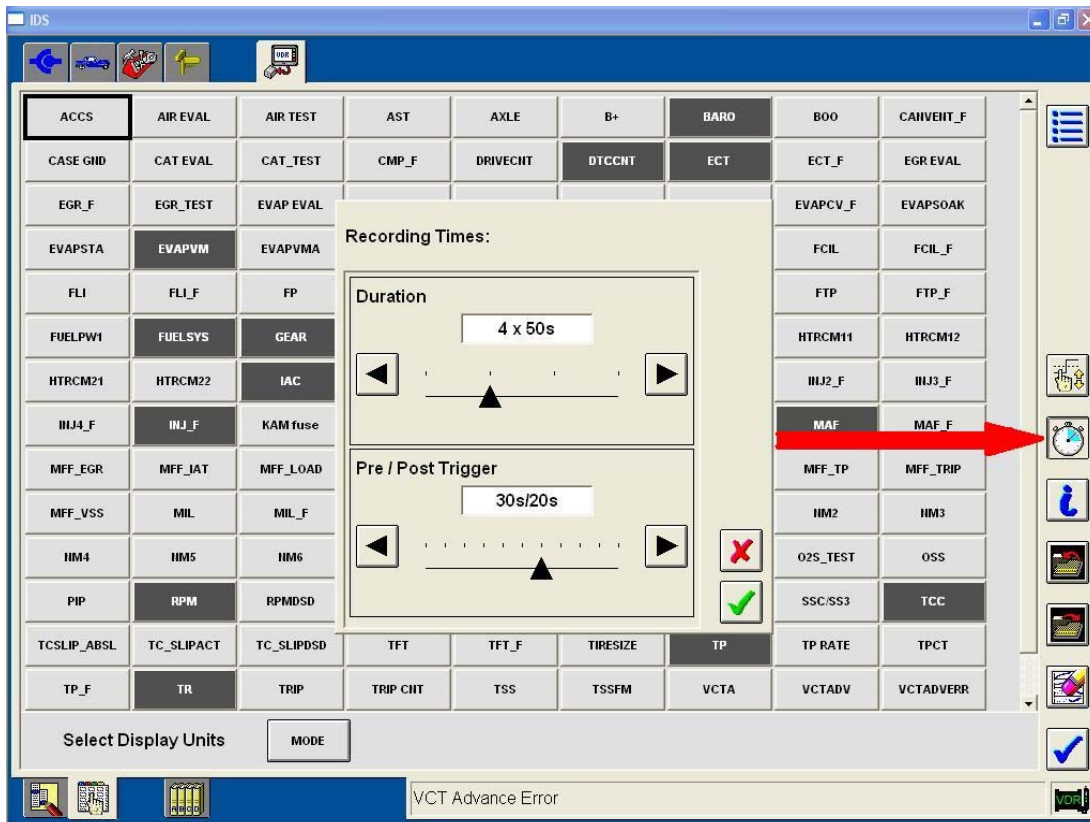 IDS
VDR
ACCS AIR EVAL AIR TEST AST AXLE B+ BARO BOO CANVENT_F
CASE GND CAT EVAL CAT_TEST CMP_F DRIVECNT DTCCNT ECT ECT_F EGR EVAL
EGR_F EGR_TEST EVAP EVAL EVAPCV_F EVAPSOAK
EVAPSTA EVAPVM EVAPVMA FCIL FCIL_F
FLI FLI_F FP FTP FTP_F
FUELPW1 FUELSYS GEAR HTRCM11 HTRCM12
HTRCM21 HTRCM22 IAC INJ2_F INJ3_F
INJ4_F INJ_F KAM fuse MAF MAF_F
MFF_EGR MFF_IAT MFF_LOAD MFF_TP MFF_TRIP
MFF_VSS MIL MIL_F NM2 NM3
NM4 NM5 NM6 O2S_TEST OSS
PIP RPM RPMDSD SSC/SS3 TCC
TCSLIP_ABSL TC_SLIPACT TC_SLIPDSD TFT TFT_F TIRESIZE TP TP RATE TPCT
TP_F TR TRIP TRIP CNT TSS TSSFM VCTA VCTADV VCTADVERR
Recording Times:
Duration
4 x 50s
Pre / Post Trigger
30s/20s
Select Display Units MODE
ABCD
VCT Advance Error
VDR